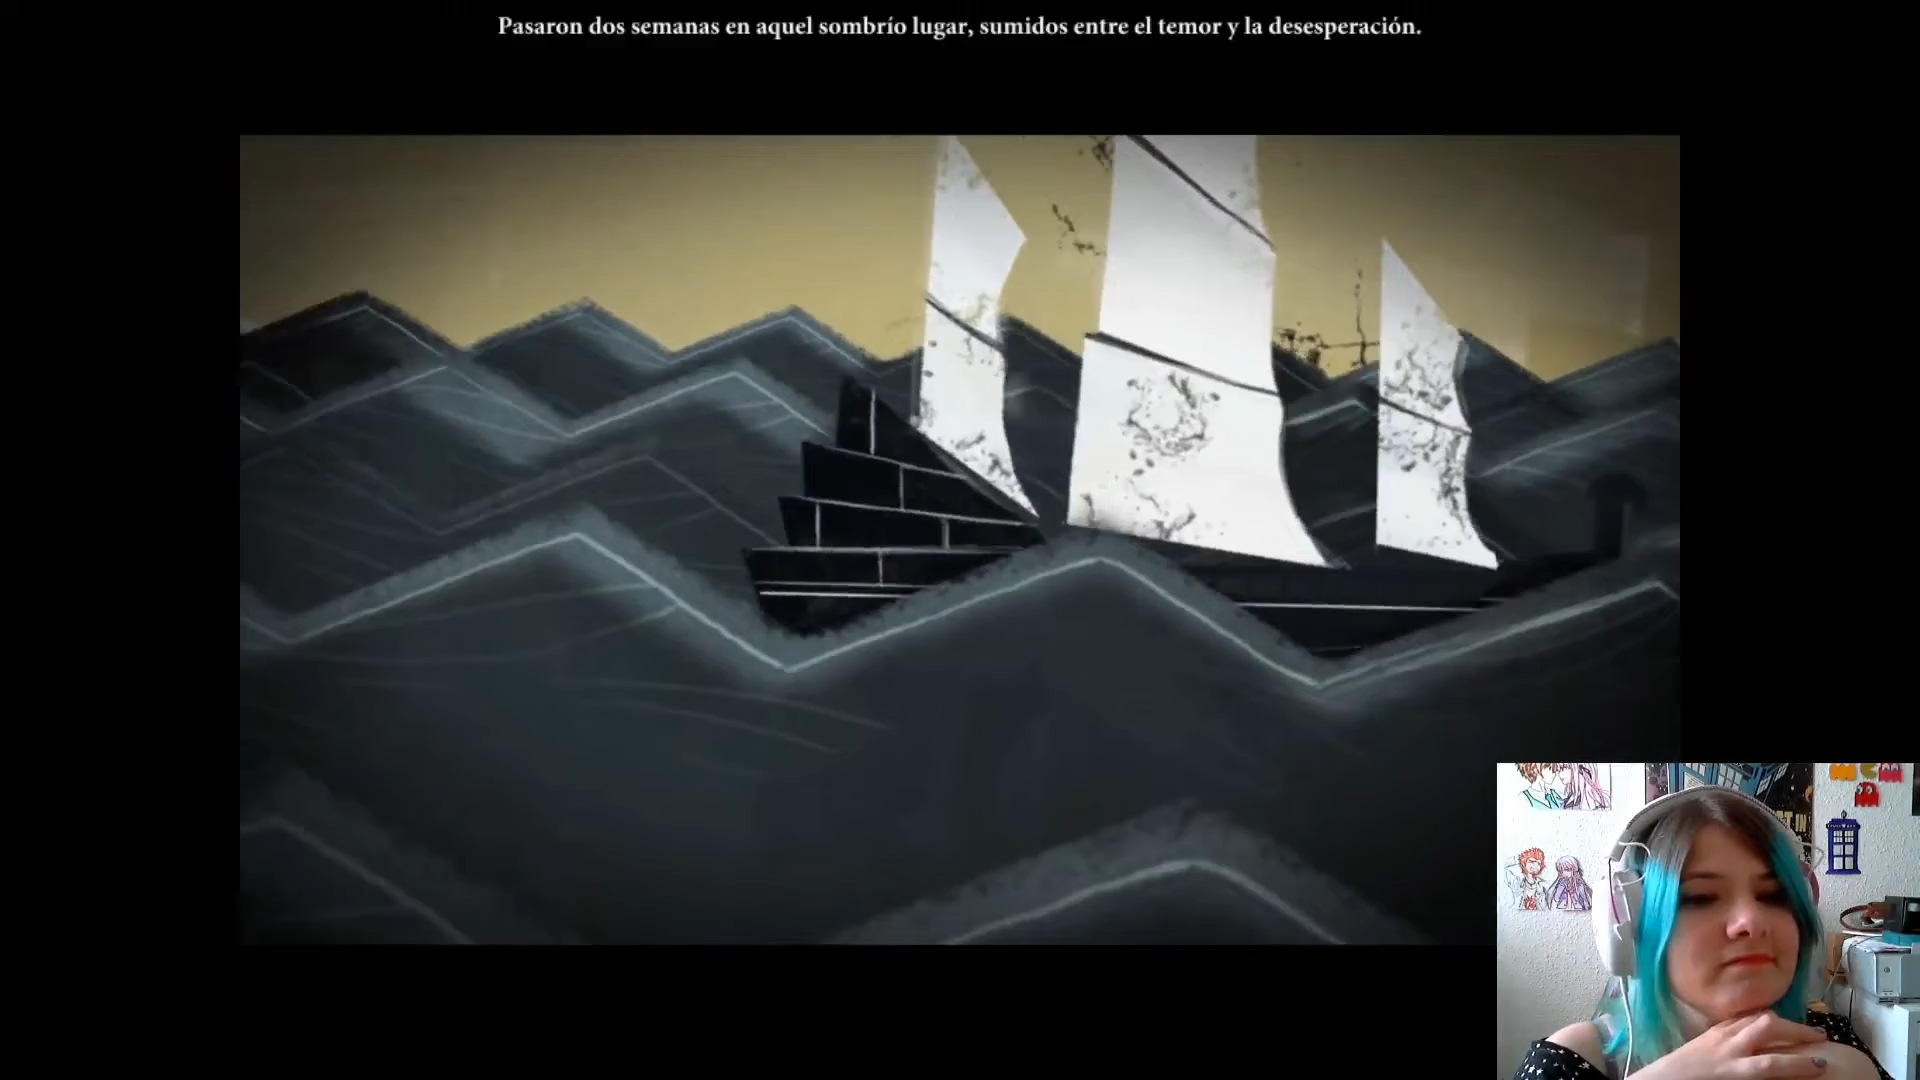 Pasaron dos semanas en aquel sombrío lugar, sumidos entre el temor y la desesperación.